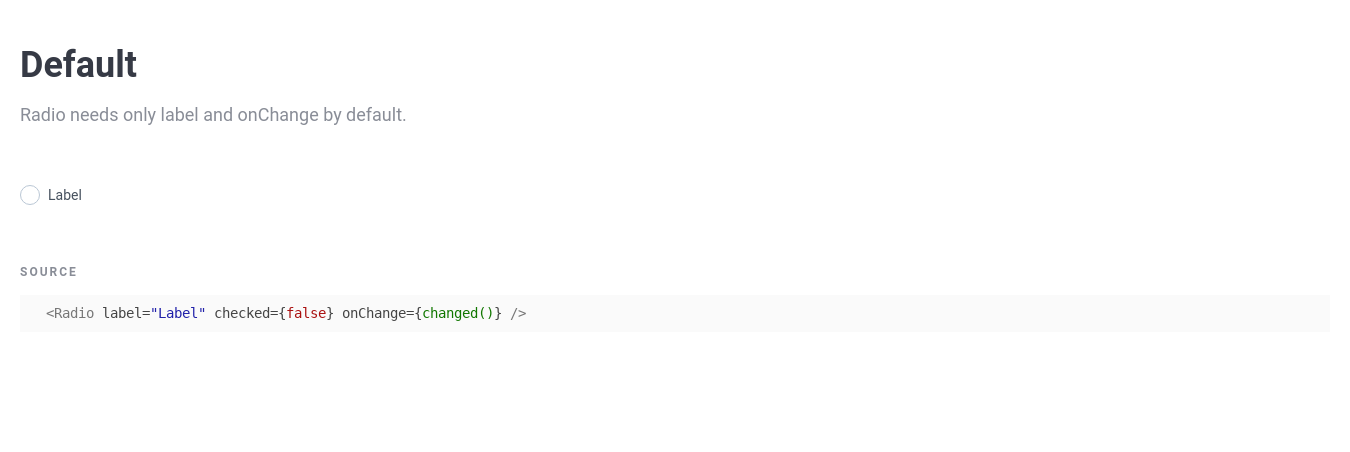 Default
Radio needs only label and onChange by default.
Label
SOURCE
<Radio label="Label" checked={false} onChange={changed()} />